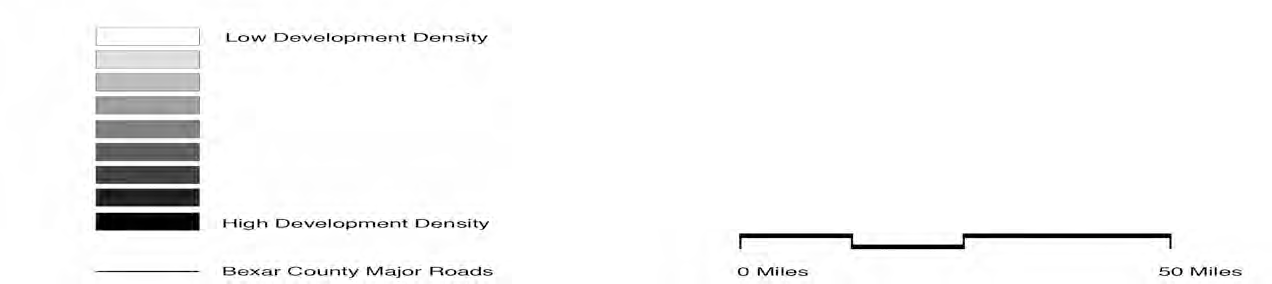 Low Development Density
High Development Density
Bexar County Major Roads
0 Miles
50 Miles